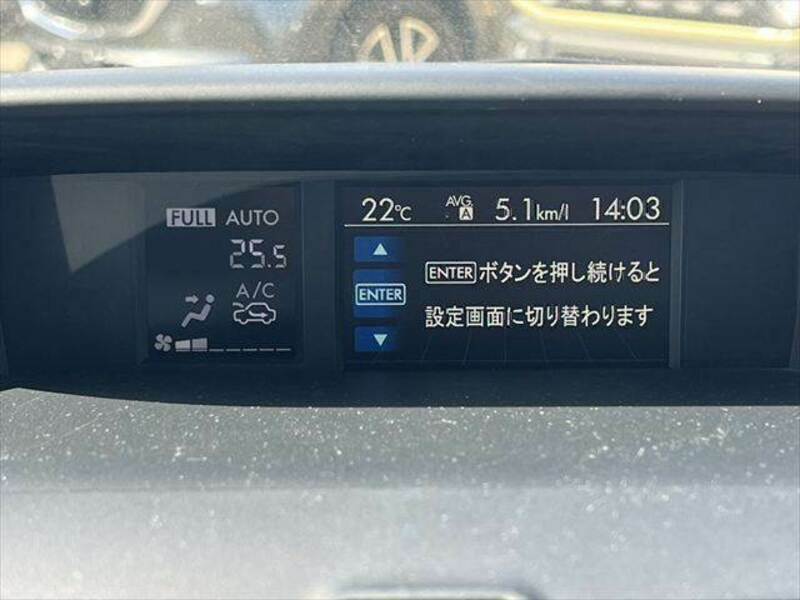 FULL AUTO
25.5
A/C
22℃ AVG. A 5.1km/l 14:03
ENTER
ENTERボタンを押し続けると
設定画面に切り替わります